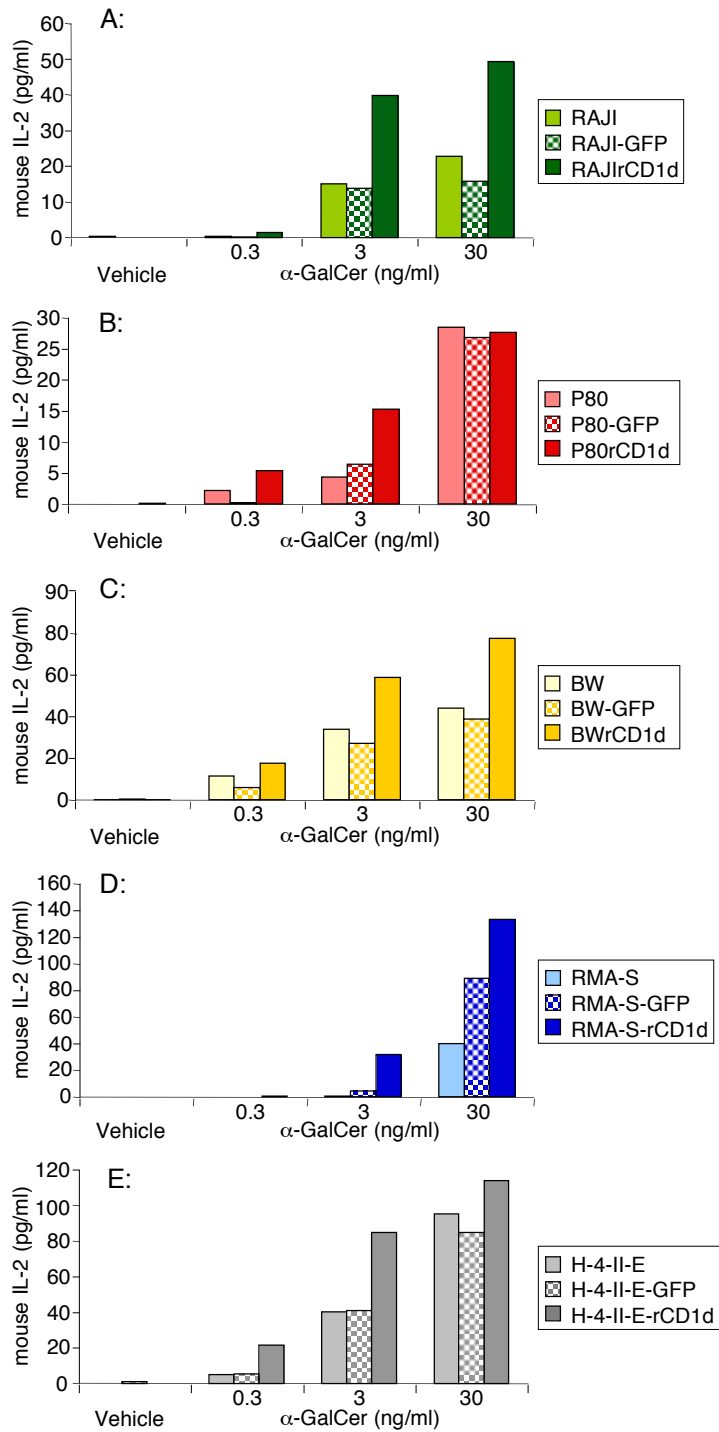 A:
mouse IL-2 (pg/ml)
60
50
40
30
20
10
0
0.3 3 30
Vehicle α-GalCer (ng/ml)
RAJI
RAJI-GFP
RAJIrCD1d
B:
mouse IL-2 (pg/ml)
30
25
20
15
10
5
0
0.3 3 30
Vehicle α-GalCer (ng/ml)
P80
P80-GFP
P80rCD1d
C:
mouse IL-2 (pg/ml)
90
80
60
40
20
0
0.3 3 30
Vehicle α-GalCer (ng/ml)
BW
BW-GFP
BWrCD1d
D:
mouse IL-2 (pg/ml)
160
140
120
100
80
60
40
20
0
0.3 3 30
Vehicle α-GalCer (ng/ml)
RMA-S
RMA-S-GFP
RMA-S-rCD1d
E:
mouse IL-2 (pg/ml)
120
100
80
60
40
20
0
0.3 3 30
Vehicle α-GalCer (ng/ml)
H-4-II-E
H-4-II-E-GFP
H-4-II-E-rCD1d